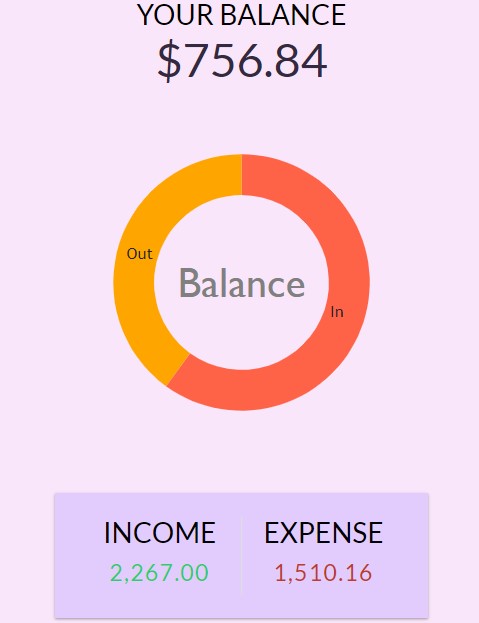 YOUR BALANCE
$756.84
Out
Balance
In
INCOME EXPENSE
2,267.00 1,510.16